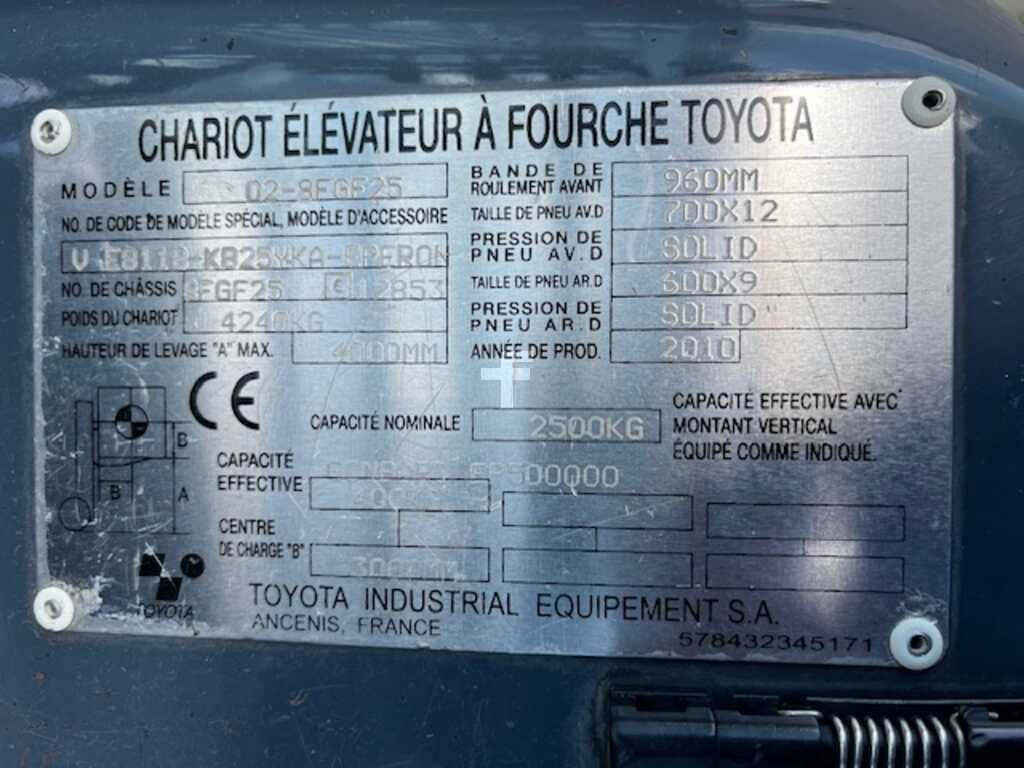 CHARIOT ÉLÉVATEUR À FOURCHE TOYOTA
MODÈLE 02-8FGF25
NO. DE CODE DE MODÈLE SPÉCIAL, MODÈLE D'ACCESSOIRE
NO. DE CHÂSSIS 8FGF25 12853
POIDS DU CHARIOT 4240KG
HAUTEUR DE LEVAGE "A" MAX. 4000MM
BANDE DE ROULEMENT AVANT 960MM
TAILLE DE PNEU AV.D 700X12
PRESSION DE PNEU AV.D SOLID
TAILLE DE PNEU AR.D 600X9
PRESSION DE PNEU AR.D SOLID
ANNÉE DE PROD. 2010
CE
B
B
A
CAPACITÉ NOMINALE 2500KG
CAPACITÉ EFFECTIVE AVEC
MONTANT VERTICAL
ÉQUIPÉ COMME INDIQUÉ.
CAPACITÉ
EFFECTIVE
CENTRE
DE CHARGE "B"
TOYOTA
TOYOTA INDUSTRIAL EQUIPEMENT S.A.
ANCENIS, FRANCE
578432345171